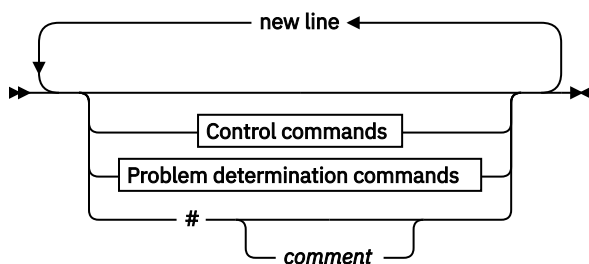 new line
Control commands
Problem determination commands
#
comment